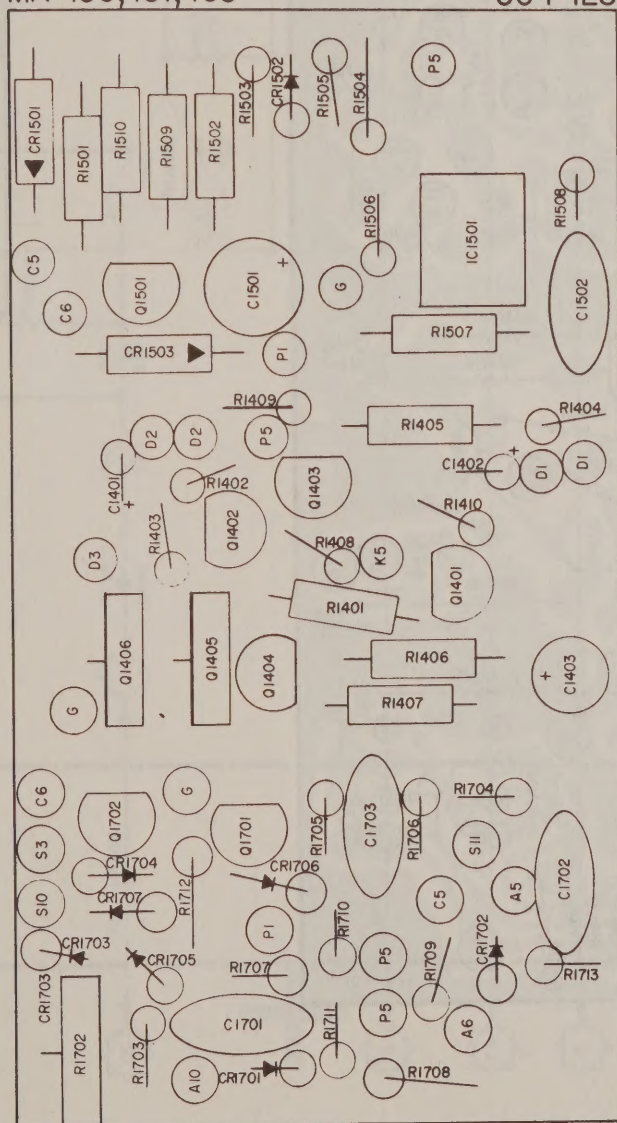 CR1501
R1501
R1510
R1509
R1502
R1503
CR1502
R1505
R1504
P5
R1506
IC1501
R1508
C5
C6
Q1501
C1501
+
G
C1502
R1507
CR1503
P1
R1409
P5
D2
D2
R1405
R1404
C1401
+
R1402
Q1403
C1402
+
D1
D1
R1403
Q1402
R1410
D3
R1408
K5
Q1401
R1401
Q1406
Q1405
Q1404
R1406
R1407
+
C1403
G
C6
Q1702
G
Q1701
R1705
C1703
R1706
R1704
S3
CR1704
R1712
CR1706
S11
C1702
S10
CR1707
P1
R1710
C5
A5
CR1703
CR1703
CR1705
R1707
P5
R1709
CR1702
R1713
R1702
R1703
C1701
R1711
P5
A6
A10
CR1701
R1708